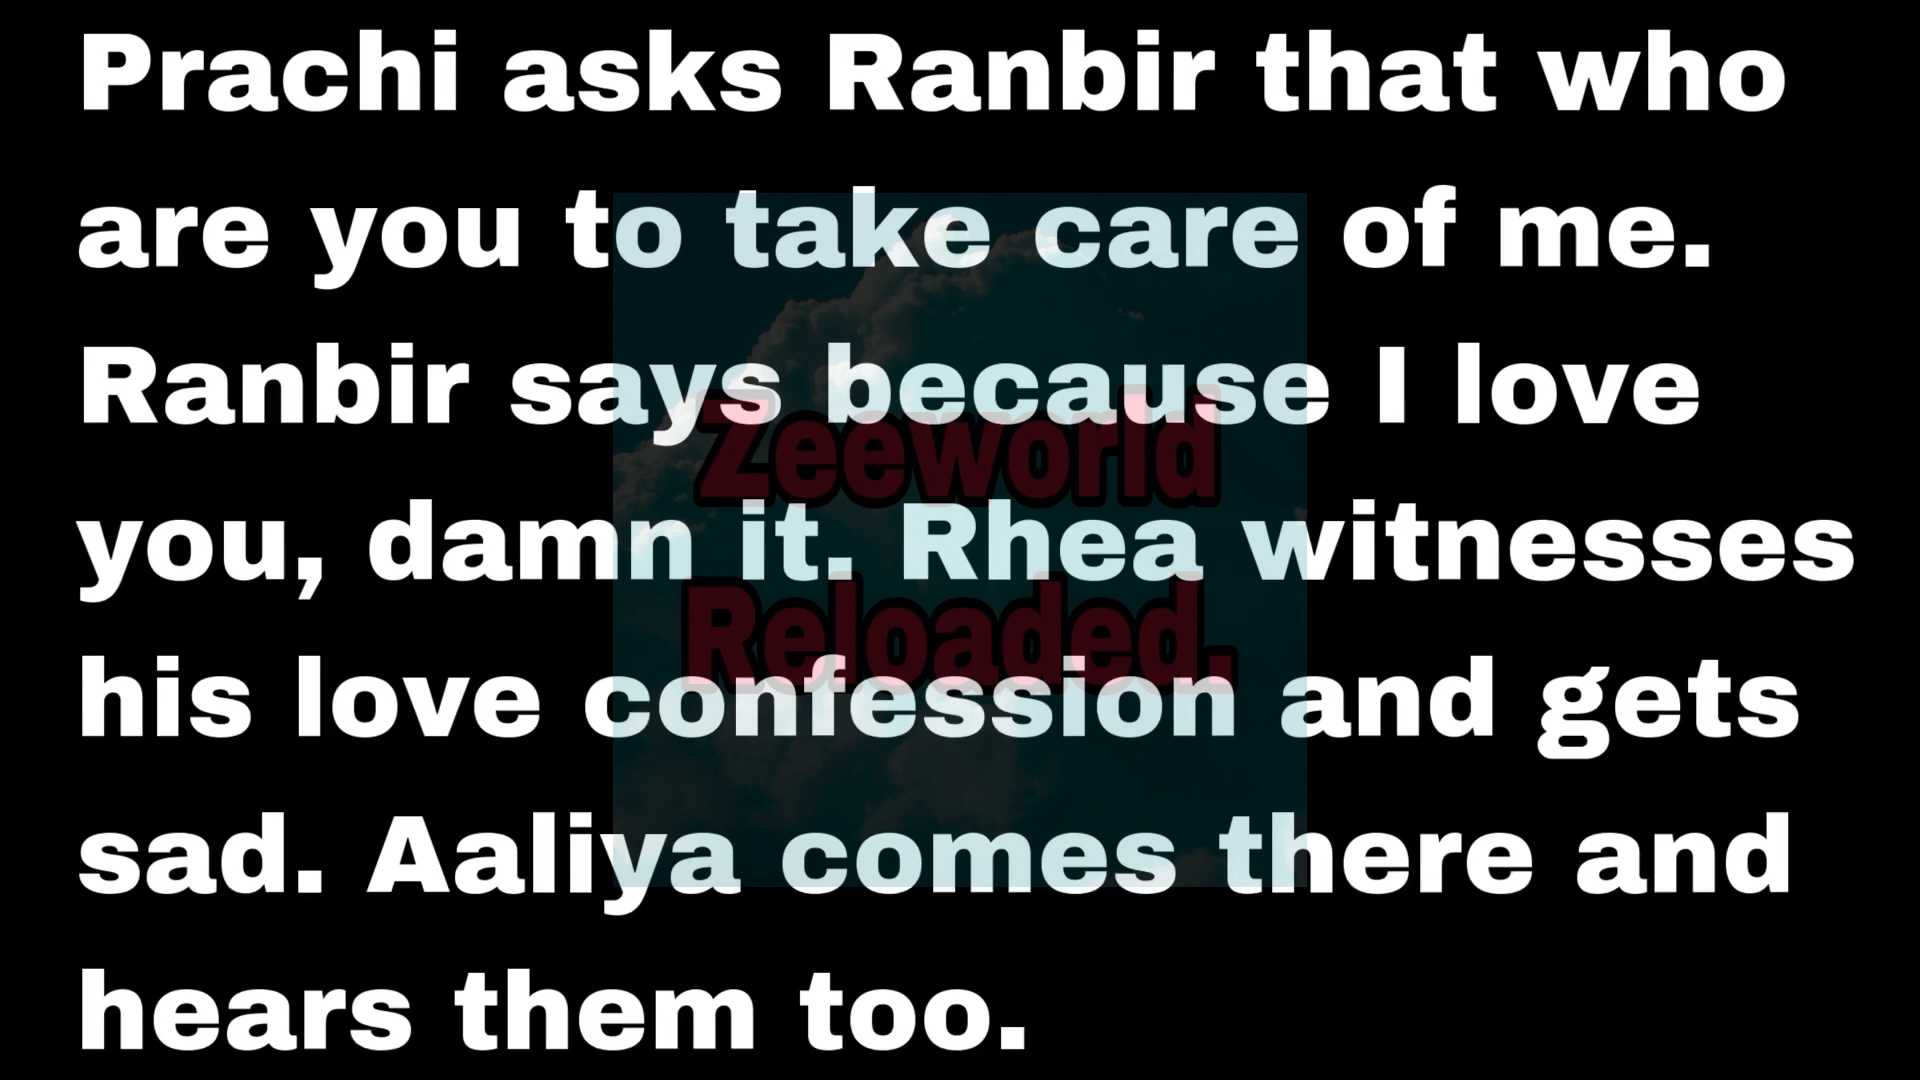 Prachi asks Ranbir that who
are you to take care of me.
Ranbir says because I love
you, damn it. Rhea witnesses
his love confession and gets
sad. Aaliya comes there and
hears them too.
Zeeworld
Reloaded.